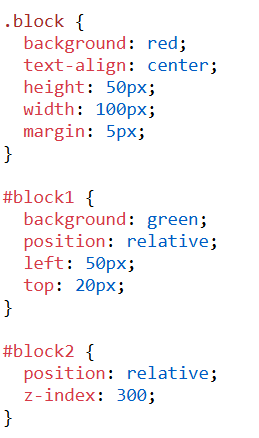 .block {
  background: red;
  text-align: center;
  height: 50px;
  width: 100px;
  margin: 5px;
}

#block1 {
  background: green;
  position: relative;
  left: 50px;
  top: 20px;
}

#block2 {
  position: relative;
  z-index: 300;
}